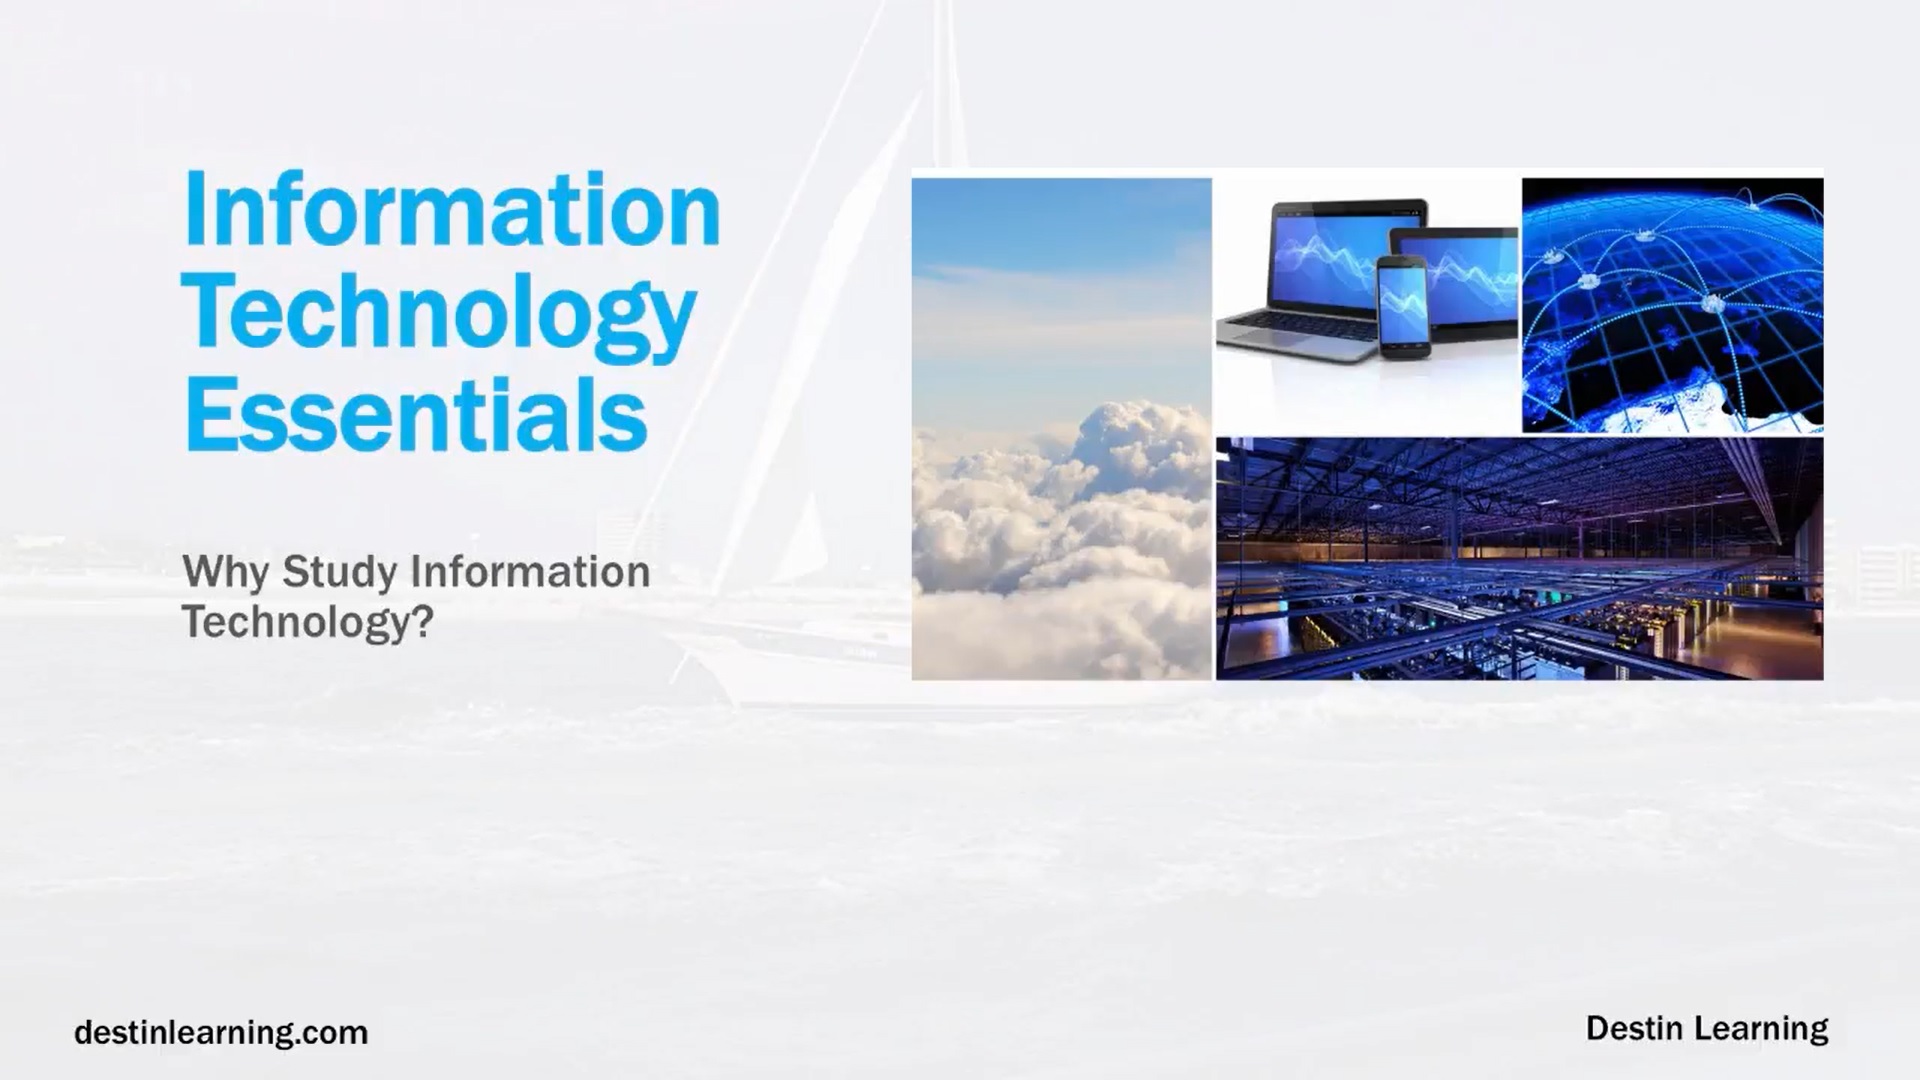 Information
Technology
Essentials
Why Study Information
Technology?
destinlearning.com
Destin Learning